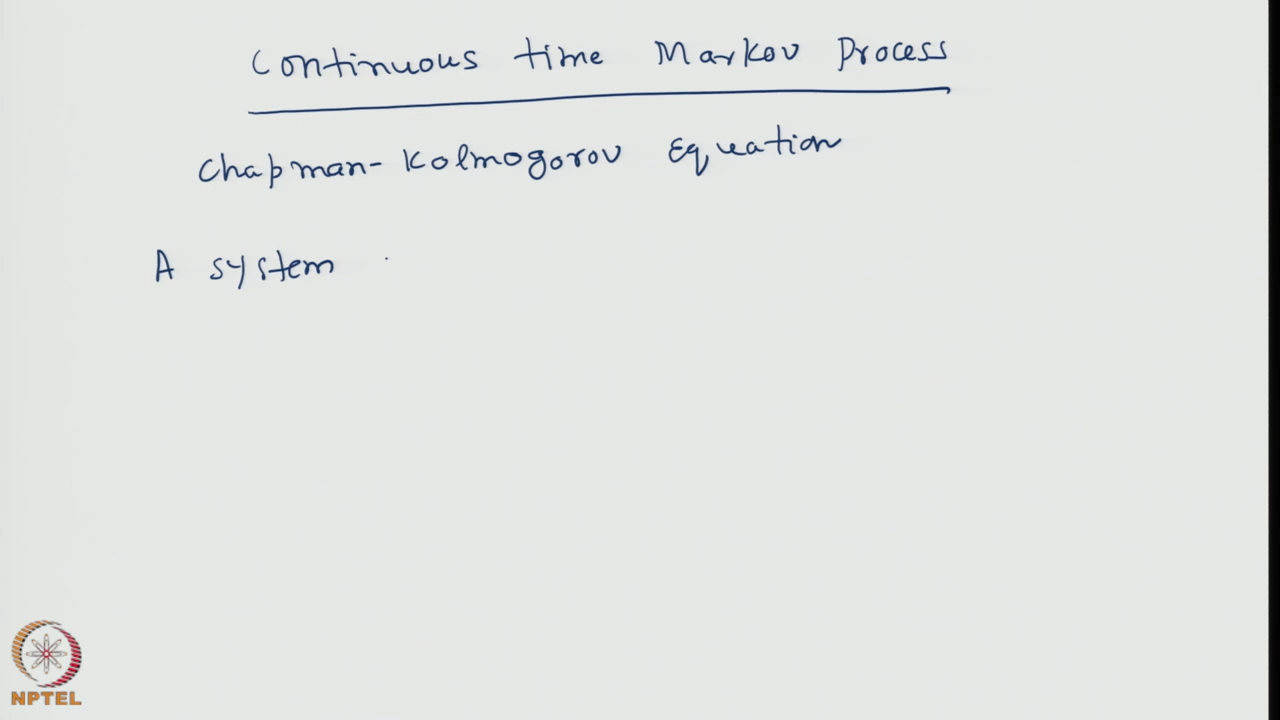 Continuous time Markov Process
Chapman-Kolmogorov Equation
A system
NPTEL